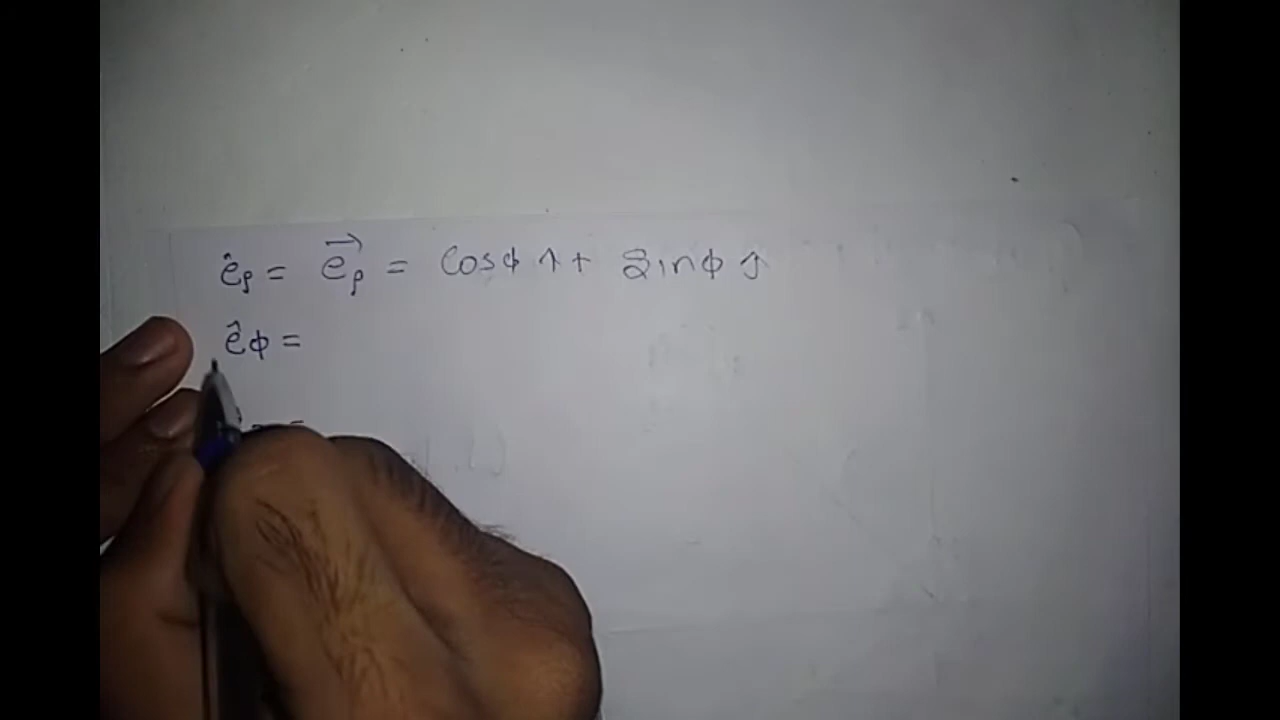 ê_ρ = e⃗_ρ = cosφ î + sinφ ĵ
ê_φ =